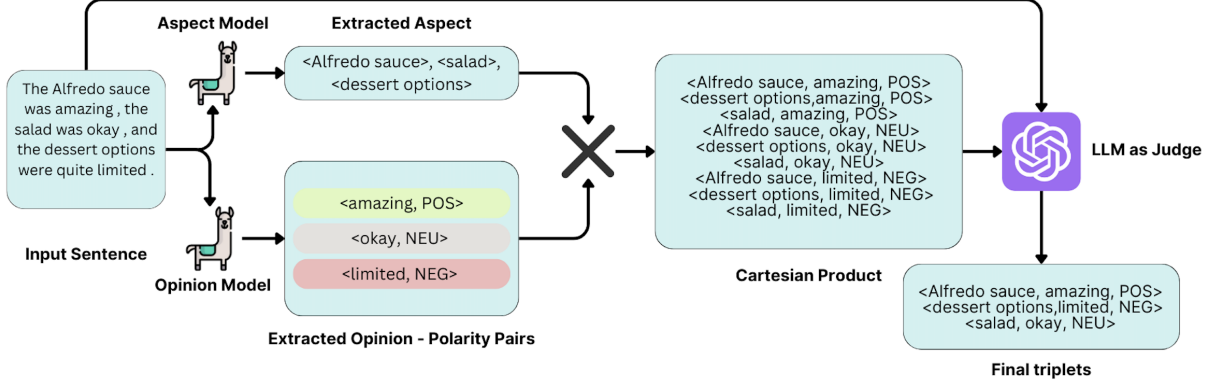 Aspect Model
Extracted Aspect
<Alfredo sauce>, <salad>,
<dessert options>
The Alfredo sauce
was amazing , the
salad was okay , and
the dessert options
were quite limited .
Input Sentence
Opinion Model
<amazing, POS>
<okay, NEU>
<limited, NEG>
Extracted Opinion - Polarity Pairs
<Alfredo sauce, amazing, POS>
<dessert options,amazing, POS>
<salad, amazing, POS>
<Alfredo sauce, okay, NEU>
<dessert options, okay, NEU>
<salad, okay, NEU>
<Alfredo sauce, limited, NEG>
<dessert options, limited, NEG>
<salad, limited, NEG>
Cartesian Product
LLM as Judge
<Alfredo sauce, amazing, POS>
<dessert options,limited, NEG>
<salad, okay, NEU>
Final triplets